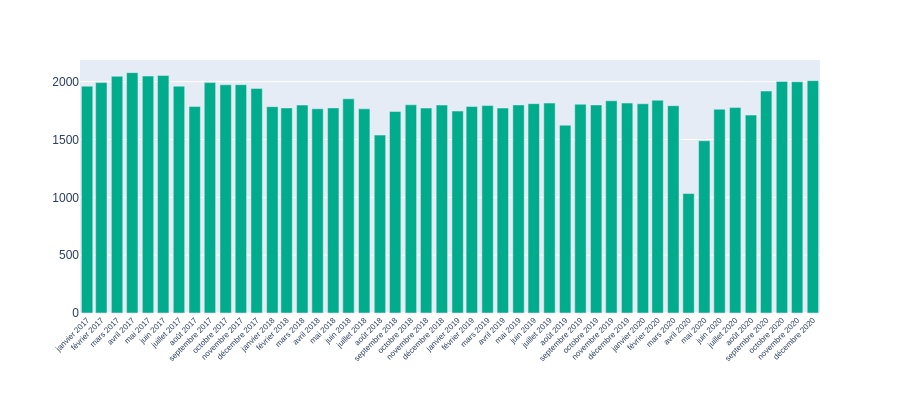 2000
1500
1000
500
0
janvier 2017
février 2017
mars 2017
avril 2017
mai 2017
juin 2017
juillet 2017
août 2017
septembre 2017
octobre 2017
novembre 2017
décembre 2017
janvier 2018
février 2018
mars 2018
avril 2018
mai 2018
juin 2018
juillet 2018
août 2018
septembre 2018
octobre 2018
novembre 2018
décembre 2018
janvier 2019
février 2019
mars 2019
avril 2019
mai 2019
juin 2019
juillet 2019
août 2019
septembre 2019
octobre 2019
novembre 2019
décembre 2019
janvier 2020
février 2020
mars 2020
avril 2020
mai 2020
juin 2020
juillet 2020
août 2020
septembre 2020
octobre 2020
novembre 2020
décembre 2020